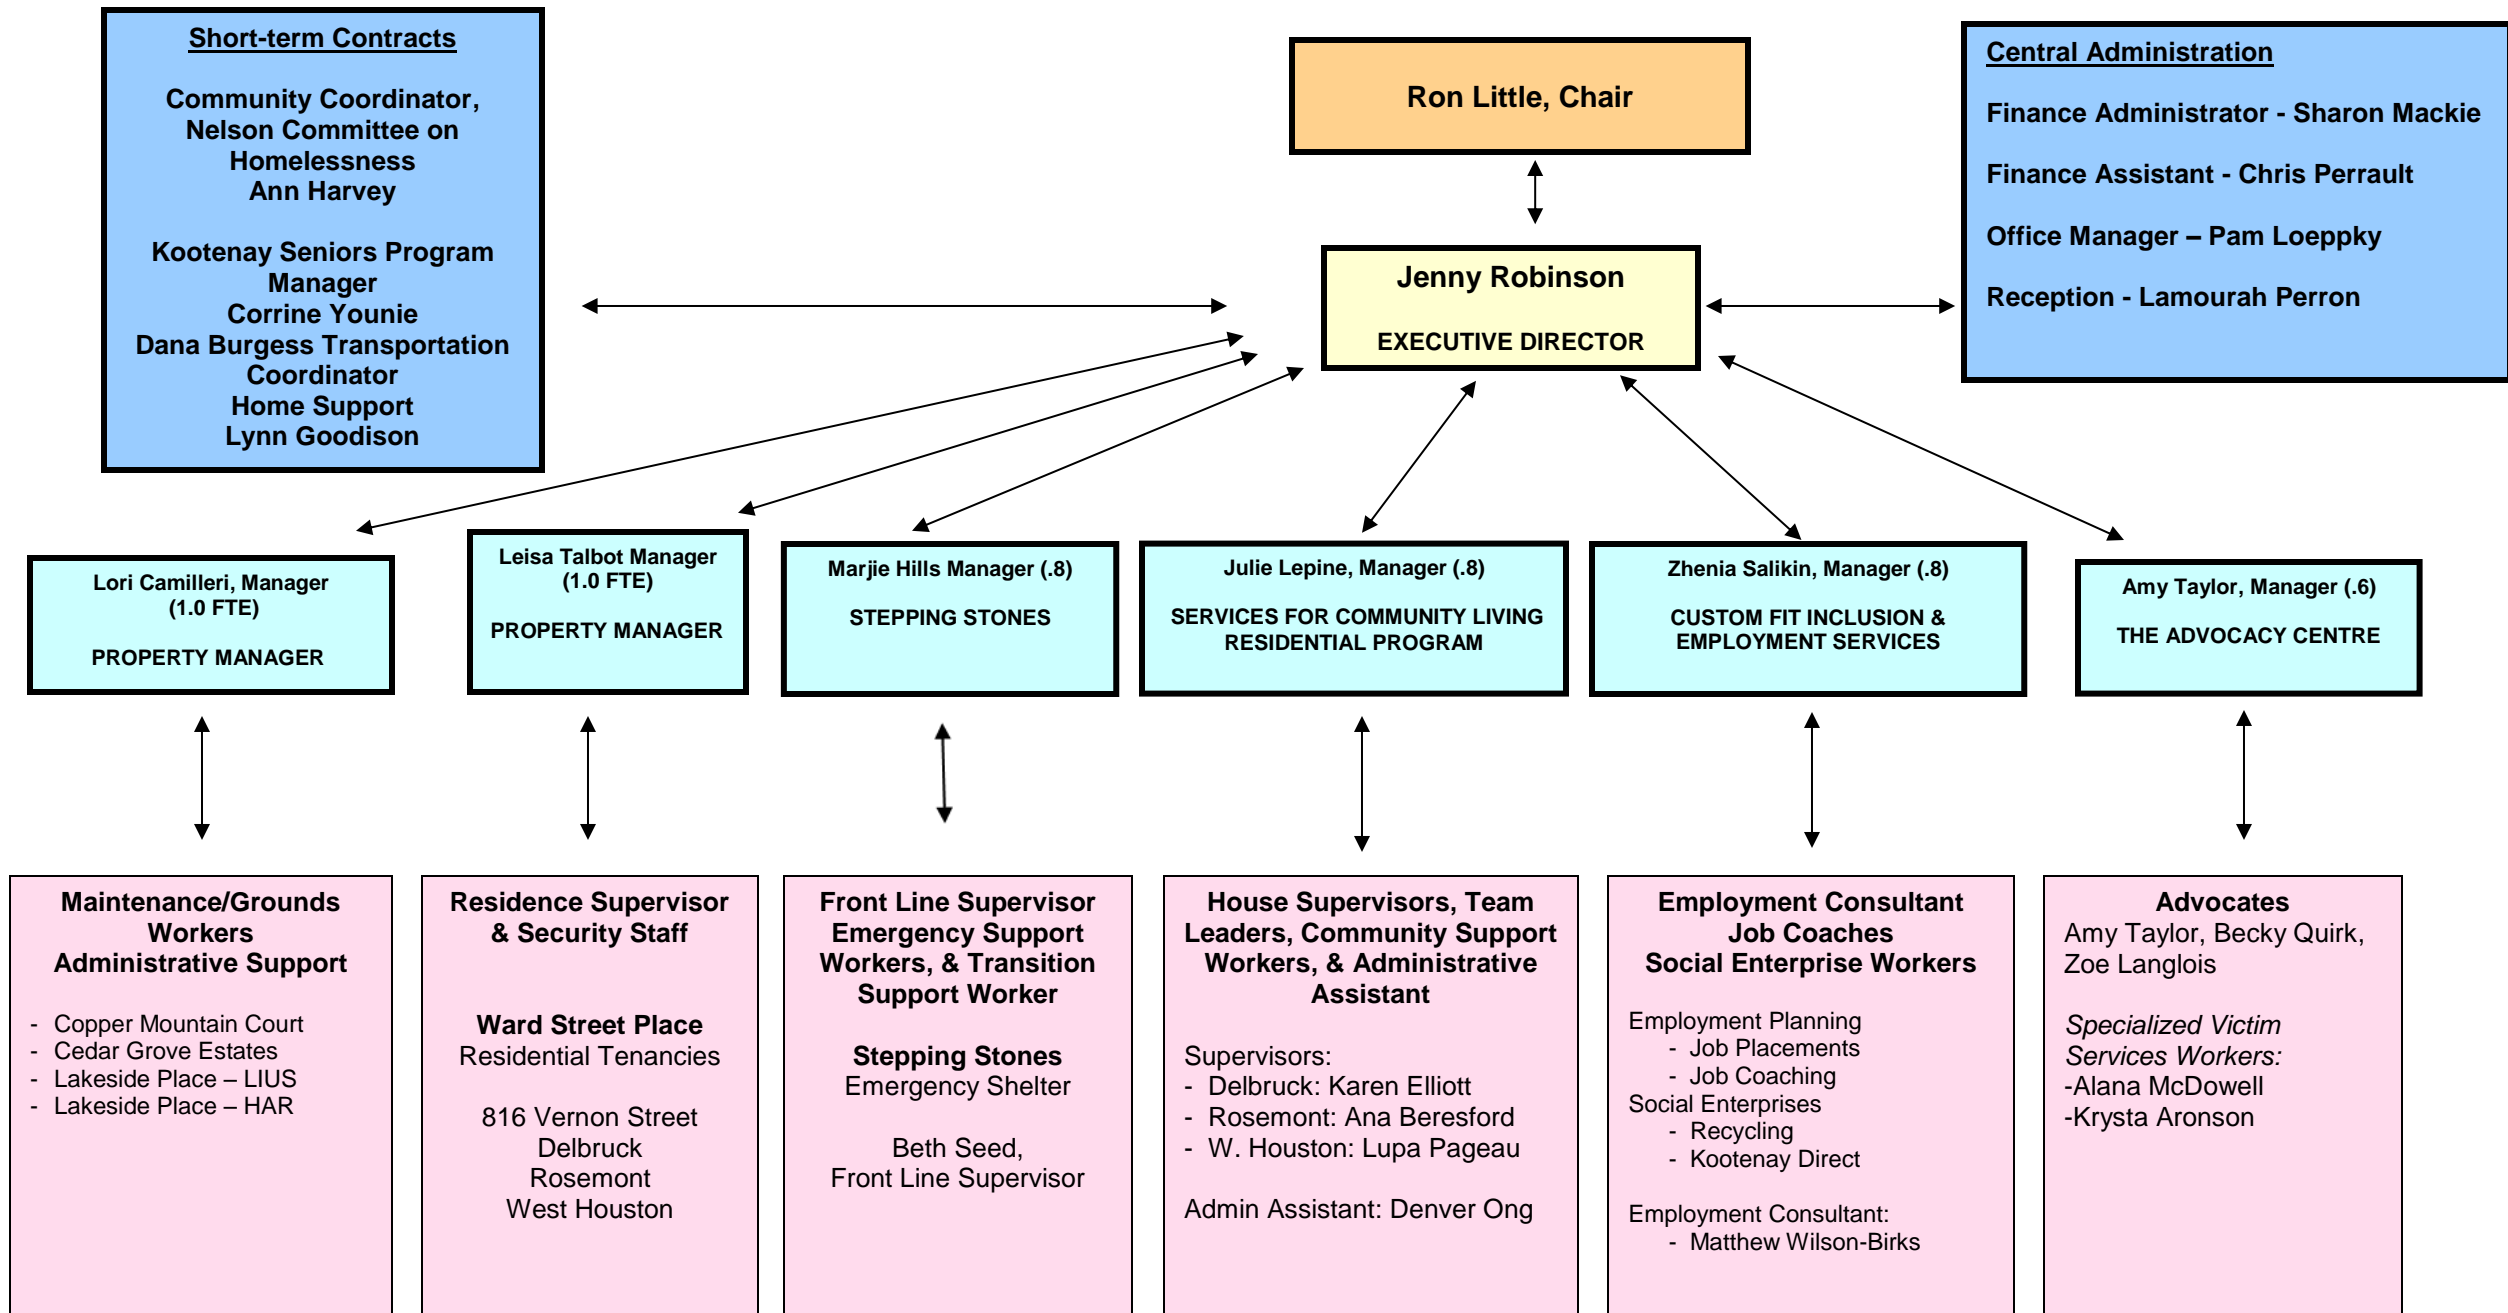 Short-term Contracts
Community Coordinator,
Nelson Committee on
Homelessness
Ann Harvey
Kootenay Seniors Program
Manager
Corrine Younie
Dana Burgess Transportation
Coordinator
Home Support
Lynn Goodison
Ron Little, Chair
Jenny Robinson
EXECUTIVE DIRECTOR
Central Administration
Finance Administrator - Sharon Mackie
Finance Assistant - Chris Perrault
Office Manager – Pam Loeppky
Reception - Lamourah Perron
Lori Camilleri, Manager
(1.0 FTE)
PROPERTY MANAGER
Leisa Talbot Manager
(1.0 FTE)
PROPERTY MANAGER
Marjie Hills Manager (.8)
STEPPING STONES
Julie Lepine, Manager (.8)
SERVICES FOR COMMUNITY LIVING
RESIDENTIAL PROGRAM
Zhenia Salikin, Manager (.8)
CUSTOM FIT INCLUSION &
EMPLOYMENT SERVICES
Amy Taylor, Manager (.6)
THE ADVOCACY CENTRE
Maintenance/Grounds
Workers
Administrative Support
- Copper Mountain Court
- Cedar Grove Estates
- Lakeside Place – LIUS
- Lakeside Place – HAR
Residence Supervisor
& Security Staff
Ward Street Place
Residential Tenancies
816 Vernon Street
Delbruck
Rosemont
West Houston
Front Line Supervisor
Emergency Support
Workers, & Transition
Support Worker
Stepping Stones
Emergency Shelter
Beth Seed,
Front Line Supervisor
House Supervisors, Team
Leaders, Community Support
Workers, & Administrative
Assistant
Supervisors:
- Delbruck: Karen Elliott
- Rosemont: Ana Beresford
- W. Houston: Lupa Pageau
Admin Assistant: Denver Ong
Employment Consultant
Job Coaches
Social Enterprise Workers
Employment Planning
- Job Placements
- Job Coaching
Social Enterprises
- Recycling
- Kootenay Direct
Employment Consultant:
- Matthew Wilson-Birks
Advocates
Amy Taylor, Becky Quirk,
Zoe Langlois
Specialized Victim
Services Workers:
-Alana McDowell
-Krysta Aronson